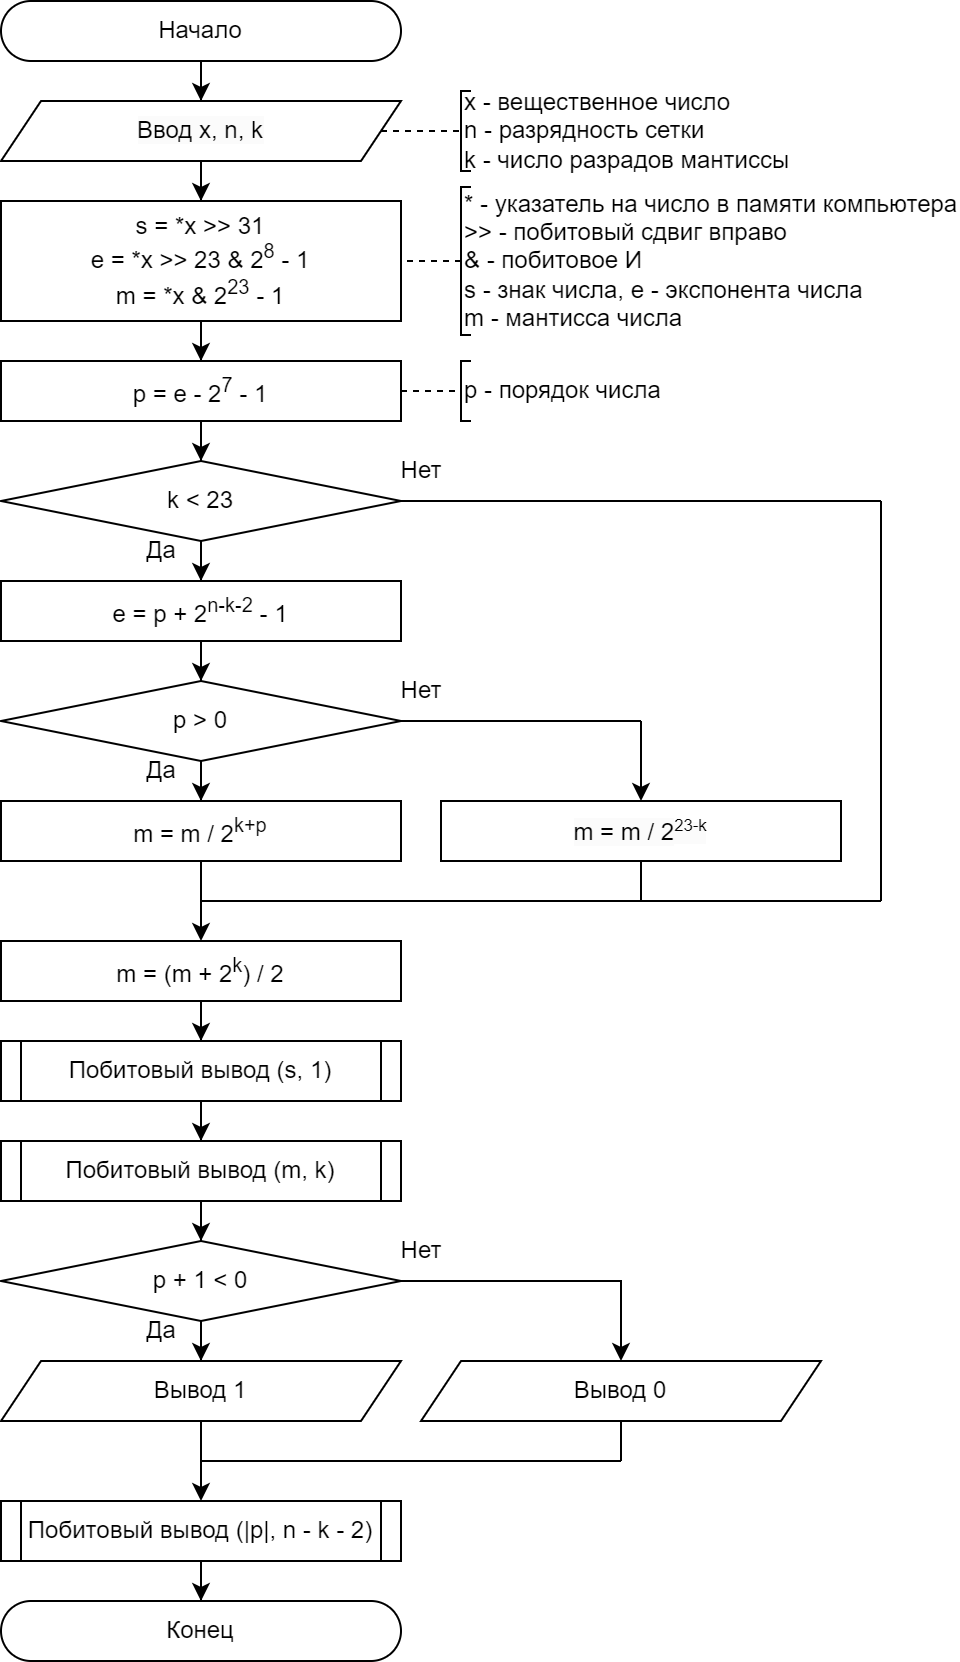 Начало
Ввод x, n, k
x - вещественное число
n - разрядность сетки
k - число разрадов мантиссы
s = *x >> 31
e = *x >> 23 & 2^8 - 1
m = *x & 2^23 - 1
* - указатель на число в памяти компьютера
>> - побитовый сдвиг вправо
& - побитовое И
s - знак числа, e - экспонента числа
m - мантисса числа
p = e - 2^7 - 1
p - порядок числа
k < 23
Нет
Да
e = p + 2^n-k-2 - 1
p > 0
Нет
Да
m = m / 2^k+p
m = m / 2^23-k
m = (m + 2^k) / 2
Побитовый вывод (s, 1)
Побитовый вывод (m, k)
p + 1 < 0
Нет
Да
Вывод 1
Вывод 0
Побитовый вывод (|p|, n - k - 2)
Конец